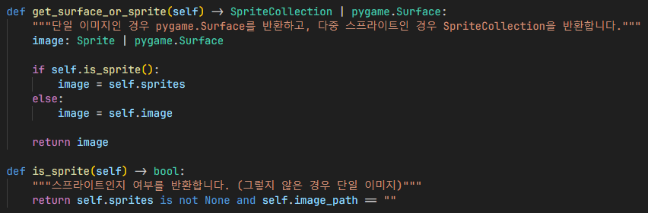 def get_surface_or_sprite(self) -> SpriteCollection | pygame.Surface:
    """단일 이미지인 경우 pygame.Surface를 반환하고, 다중 스프라이트인 경우 SpriteCollection을 반환합니다."""
    image: Sprite | pygame.Surface

    if self.is_sprite():
        image = self.sprites
    else:
        image = self.image

    return image

def is_sprite(self) -> bool:
    """스프라이트인지 여부를 반환합니다. (그렇지 않은 경우 단일 이미지)"""
    return self.sprites is not None and self.image_path == ""